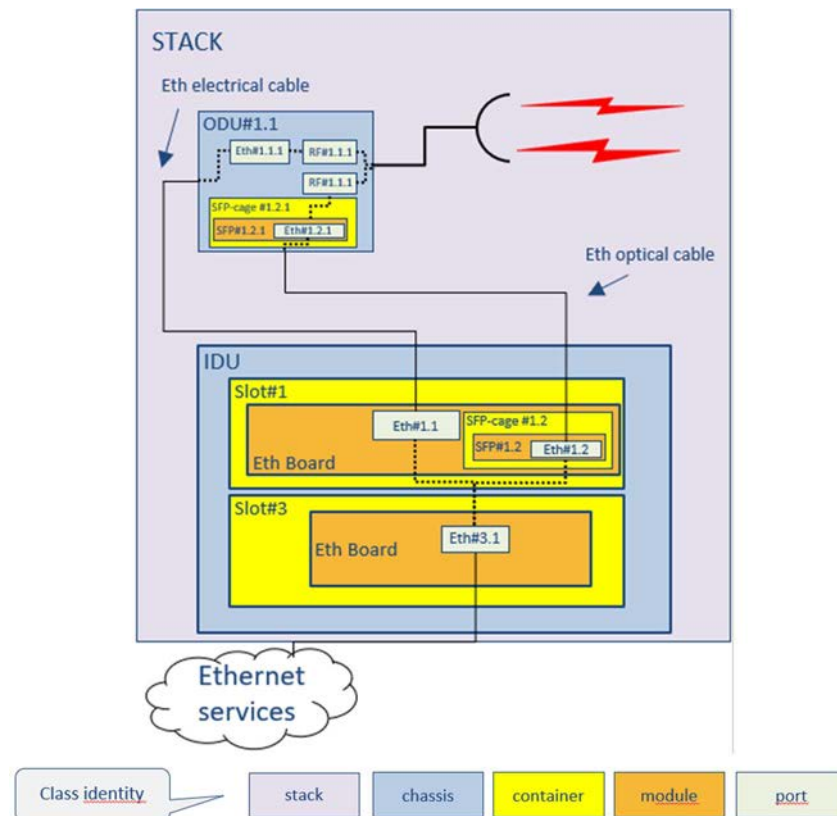 STACK
Eth electrical cable
ODU#1.1
Eth#1.1.1
RF#1.1.1
RF#1.1.1
SFP-cage #1.2.1
SFP#1.2.1
Eth#1.2.1
Eth optical cable
IDU
Slot#1
Eth#1.1
SFP-cage #1.2
SFP#1.2
Eth#1.2
Eth Board
Slot#3
Eth#3.1
Eth Board
Ethernet
services
Class identity
stack
chassis
container
module
port